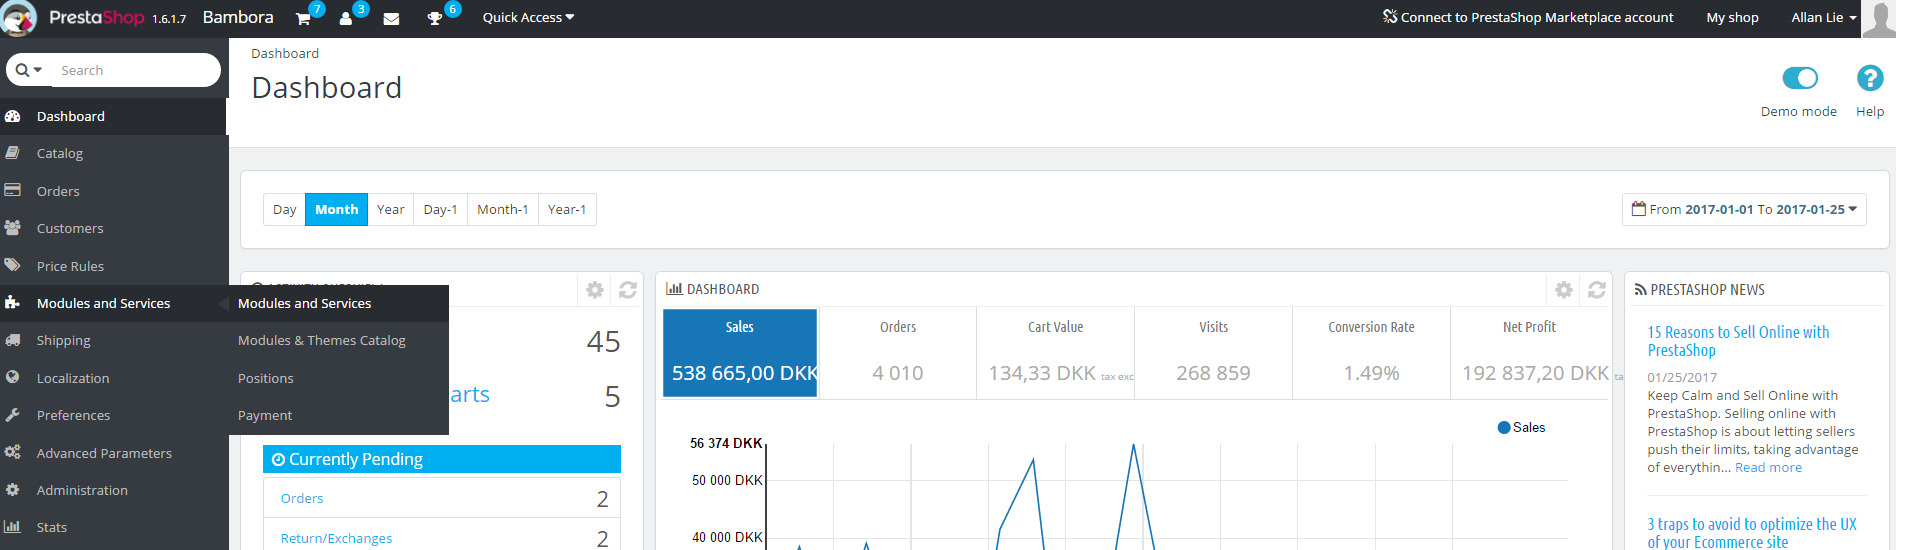 PrestaShop 1.6.1.7 Bambora 7 3 6 Quick Access Connect to PrestaShop Marketplace account My shop Allan Lie
Search
Dashboard
Catalog
Orders
Customers
Price Rules
Modules and Services
Shipping
Localization
Preferences
Advanced Parameters
Administration
Stats
Modules and Services
Modules & Themes Catalog
Positions
Payment
Dashboard
Dashboard
Demo mode
Help
Day Month Year Day-1 Month-1 Year-1
From 2017-01-01 To 2017-01-25
45
arts 5
Currently Pending
Orders 2
Return/Exchanges 2
DASHBOARD
Sales Orders Cart Value Visits Conversion Rate Net Profit
538 665,00 DKK 4 010 134,33 DKK tax exc 268 859 1.49% 192 837,20 DKK ta
Sales
56 374 DKK
50 000 DKK
40 000 DKK
PRESTASHOP NEWS
15 Reasons to Sell Online with
PrestaShop
01/25/2017
Keep Calm and Sell Online with
PrestaShop. Selling online with
PrestaShop is about letting sellers
push their limits, taking advantage
of everythin... Read more
3 traps to avoid to optimize the UX
of your Ecommerce site